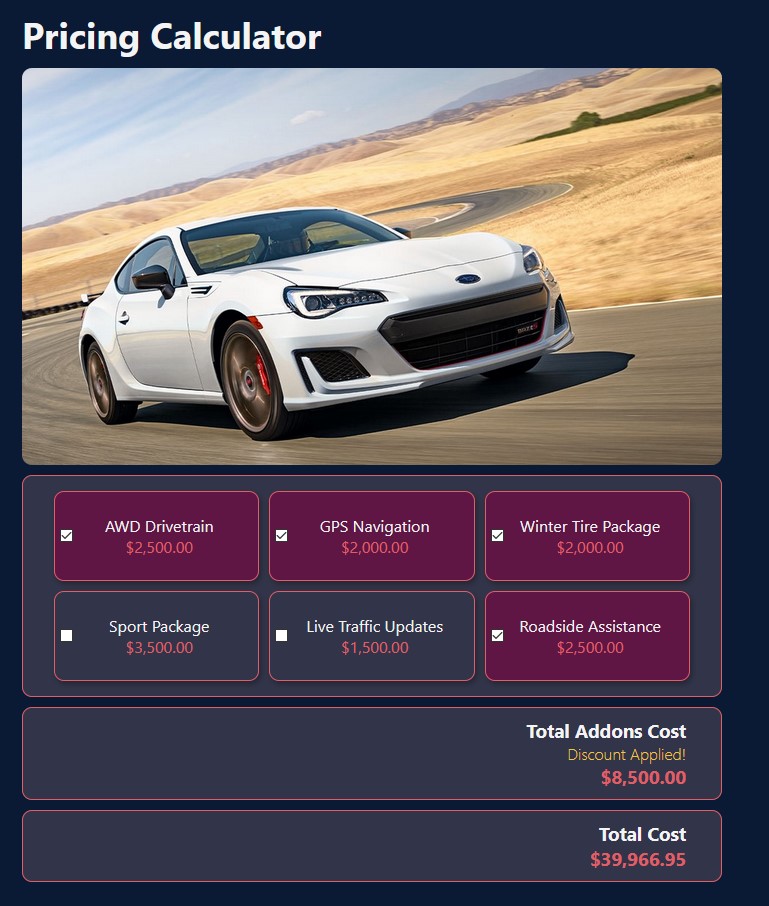 Pricing Calculator
AWD Drivetrain
$2,500.00
GPS Navigation
$2,000.00
Winter Tire Package
$2,000.00
Sport Package
$3,500.00
Live Traffic Updates
$1,500.00
Roadside Assistance
$2,500.00
Total Addons Cost
Discount Applied!
$8,500.00
Total Cost
$39,966.95